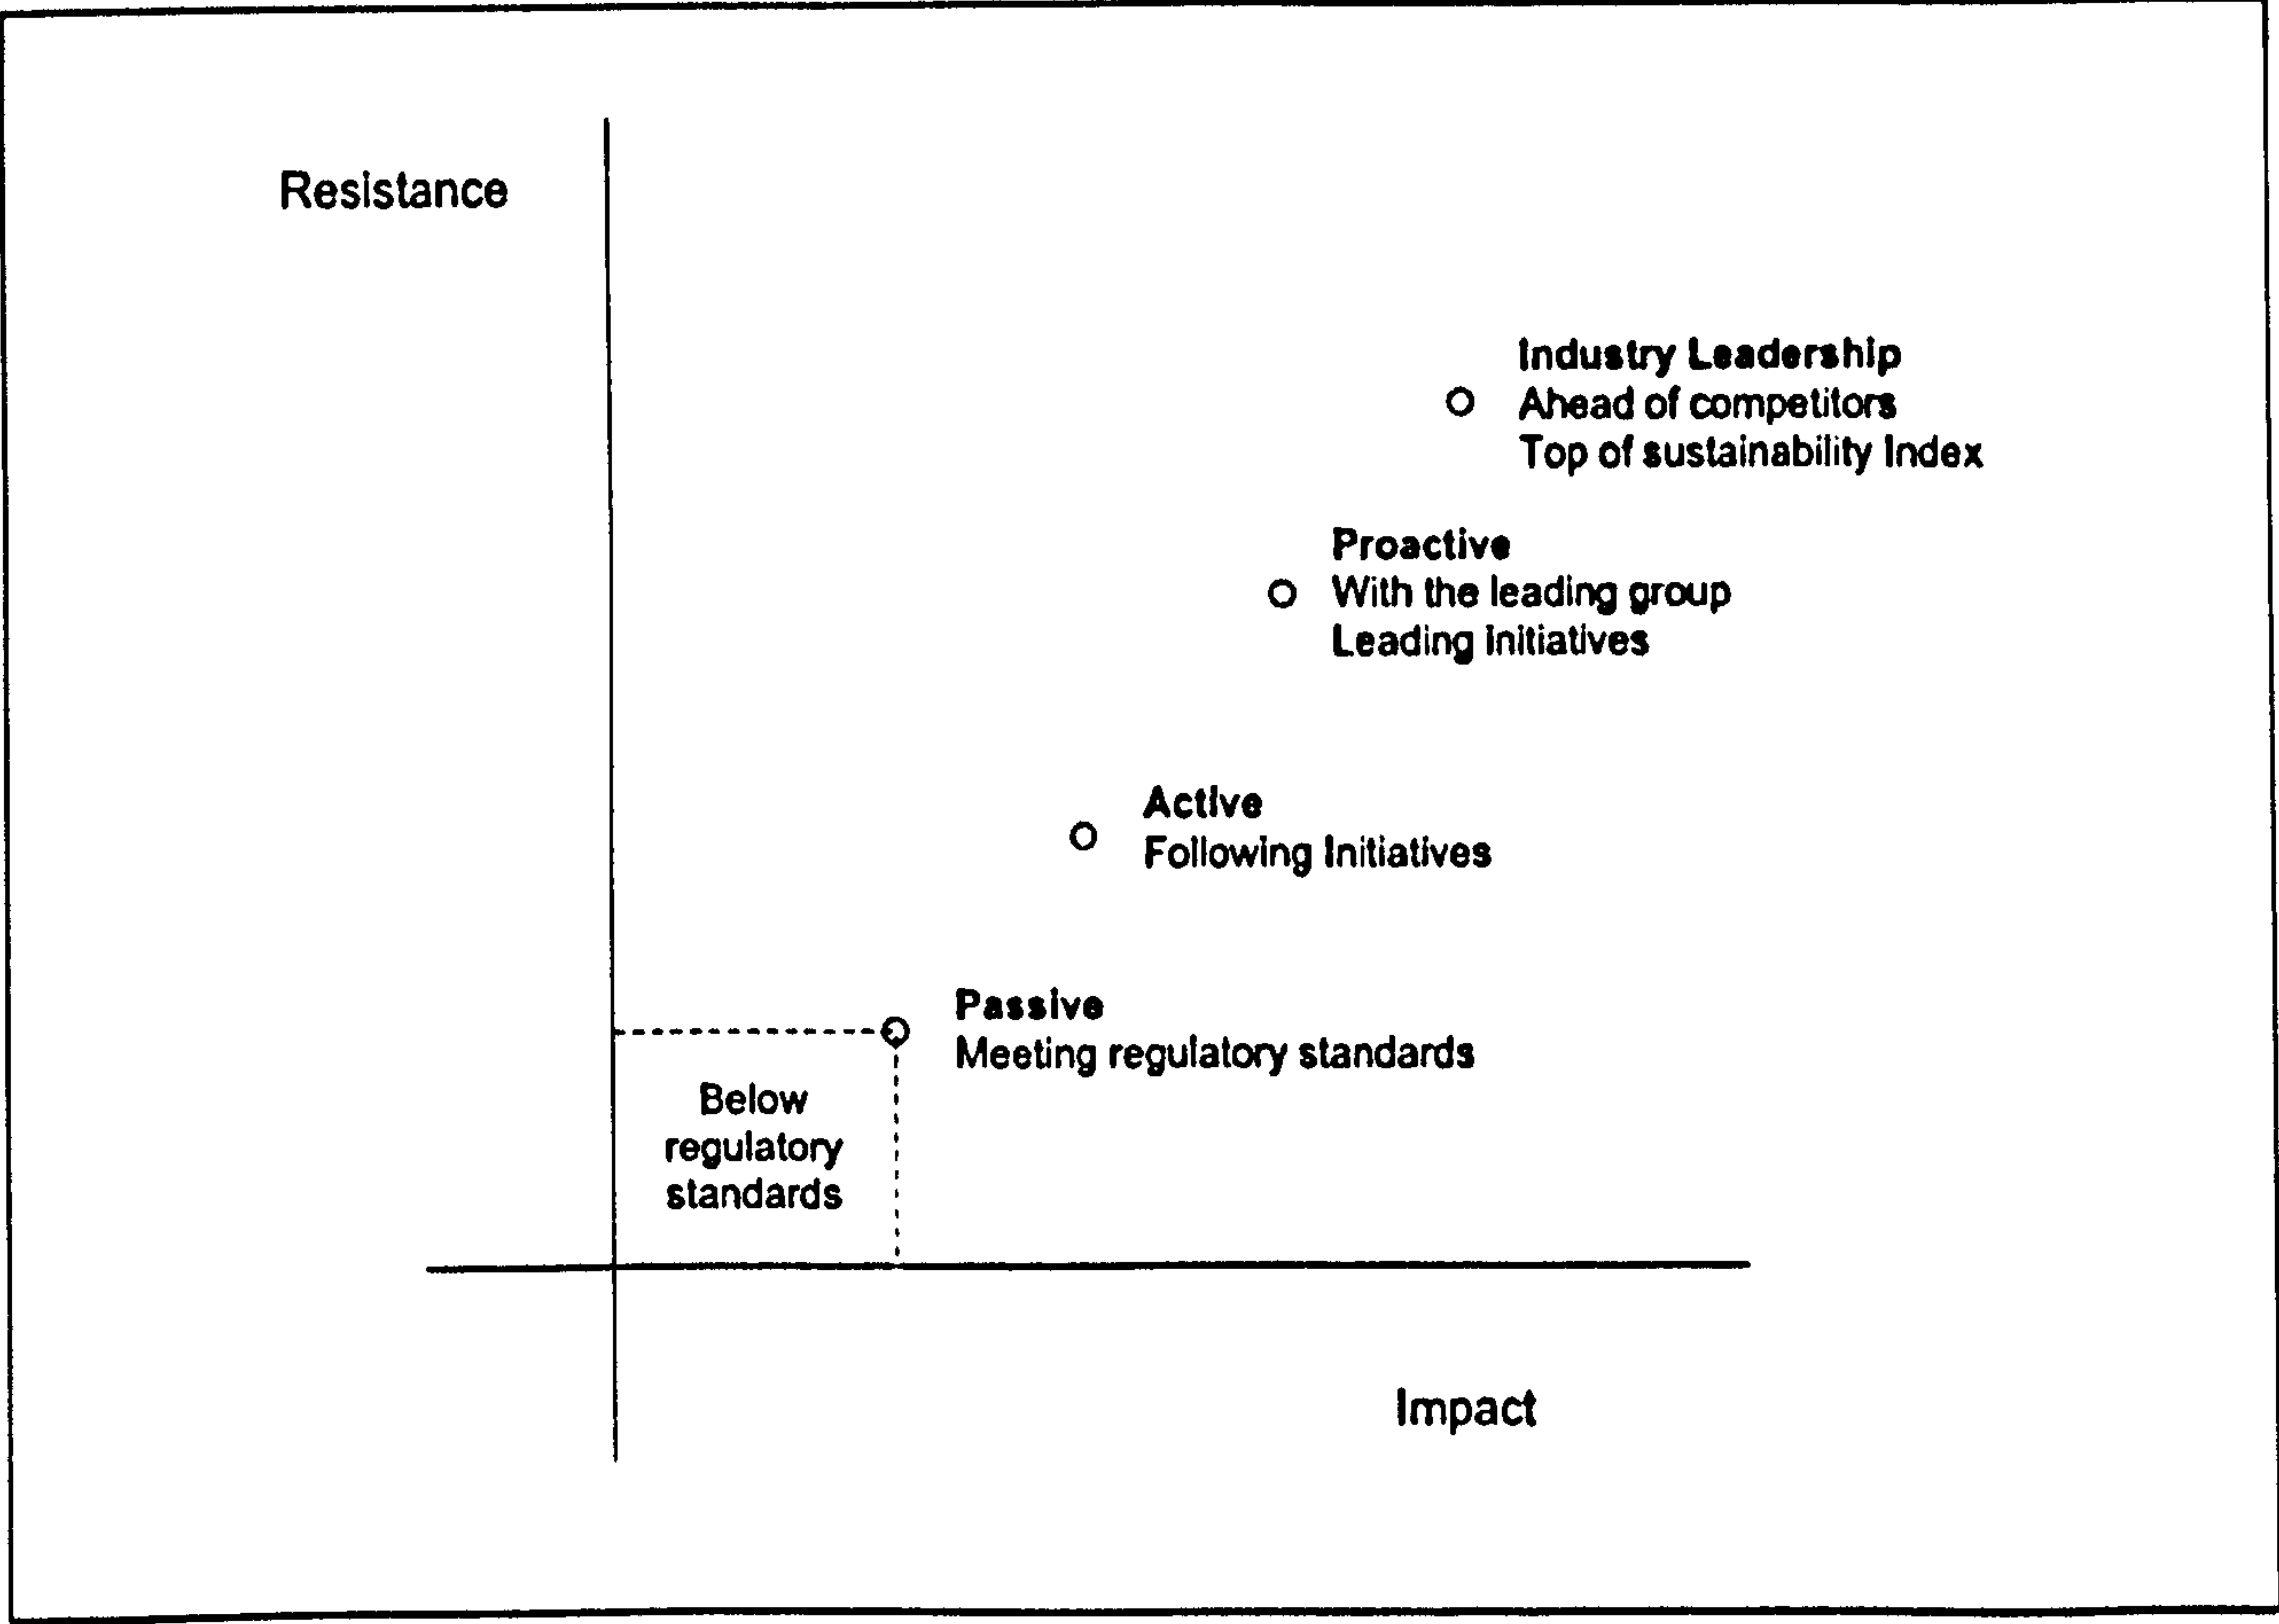 Resistance
Industry Leadership
Ahead of competitors
Top of sustainability Index
Proactive
With the leading group
Leading Initiatives
Active
Following Initiatives
Passive
Meeting regulatory standards
Below
regulatory
standards
Impact